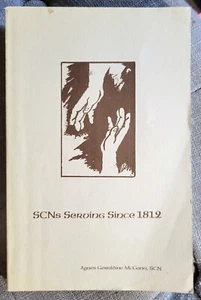 SCNs Serving Since 1812
Agnes Geraldine McGann, SCN